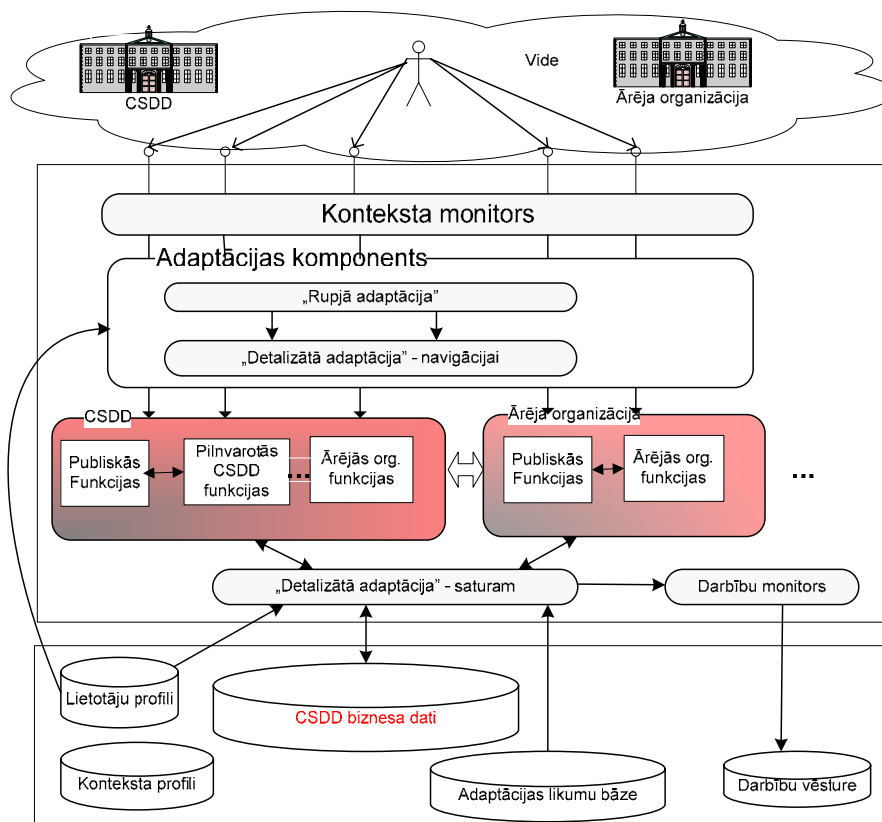 Vide
CSDD
Ārēja organizācija
Konteksta monitors
Adaptācijas komponents
„Rupjā adaptācija”
„Detalizātā adaptācija” - navigācijai
CSDD
Publiskās
Funkcijas
Pilnvarotās
CSDD
funkcijas
...
Ārējās org.
funkcijas
Ārēja organizācija
Publiskās
Funkcijas
Ārējās org.
funkcijas
...
„Detalizātā adaptācija” - saturam
Darbību monitors
Lietotāju profili
CSDD biznesa dati
Konteksta profili
Adaptācijas likumu bāze
Darbību vēsture